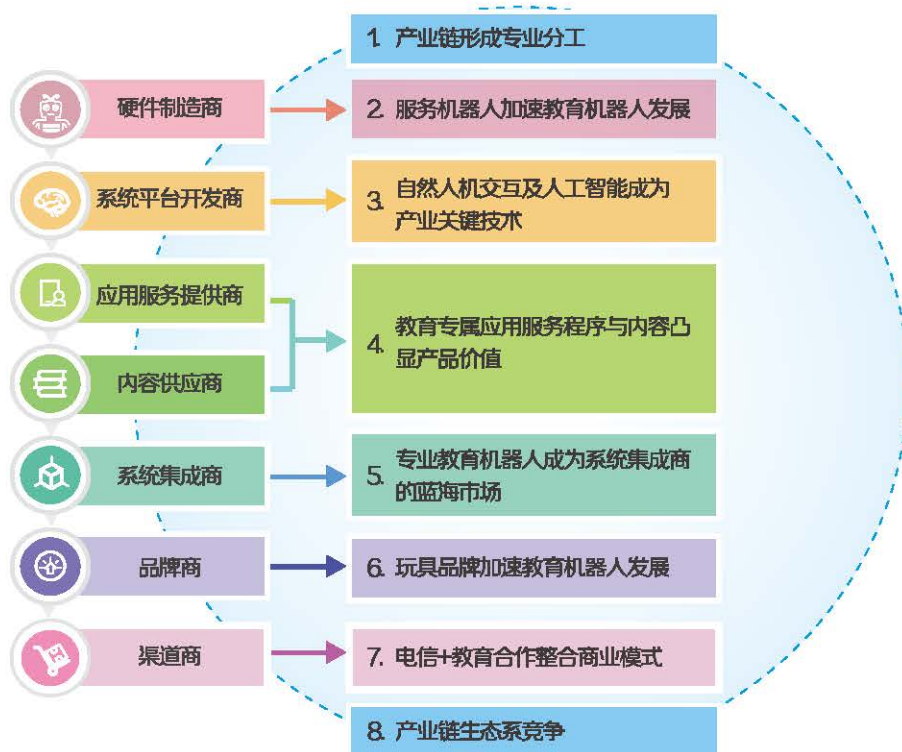 1. 产业链形成专业分工
硬件制造商
2. 服务机器人加速教育机器人发展
系统平台开发商
3. 自然人机交互及人工智能成为
产业关键技术
应用服务提供商
内容供应商
4. 教育专属应用服务程序与内容凸
显产品价值
系统集成商
5. 专业教育机器人成为系统集成商
的蓝海市场
品牌商
6. 玩具品牌加速教育机器人发展
渠道商
7. 电信+教育合作整合商业模式
8. 产业链生态系竞争